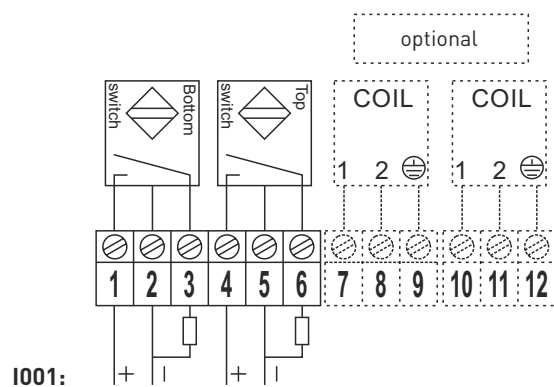 optional
Bottom switch
Top switch
COIL
COIL
1 2
1 2
1 2 3 4 5 6 7 8 9 10 11 12
I001: + − + −